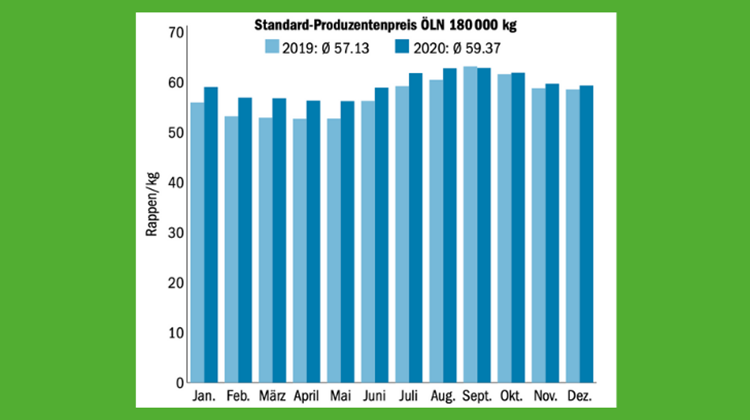 Standard-Produzentenpreis ÖLN 180 000 kg
2019: Ø 57.13 2020: Ø 59.37
Rappen/kg
70
60
50
40
30
20
10
0
Jan. Feb. März April Mai Juni Juli Aug. Sept. Okt. Nov. Dez.